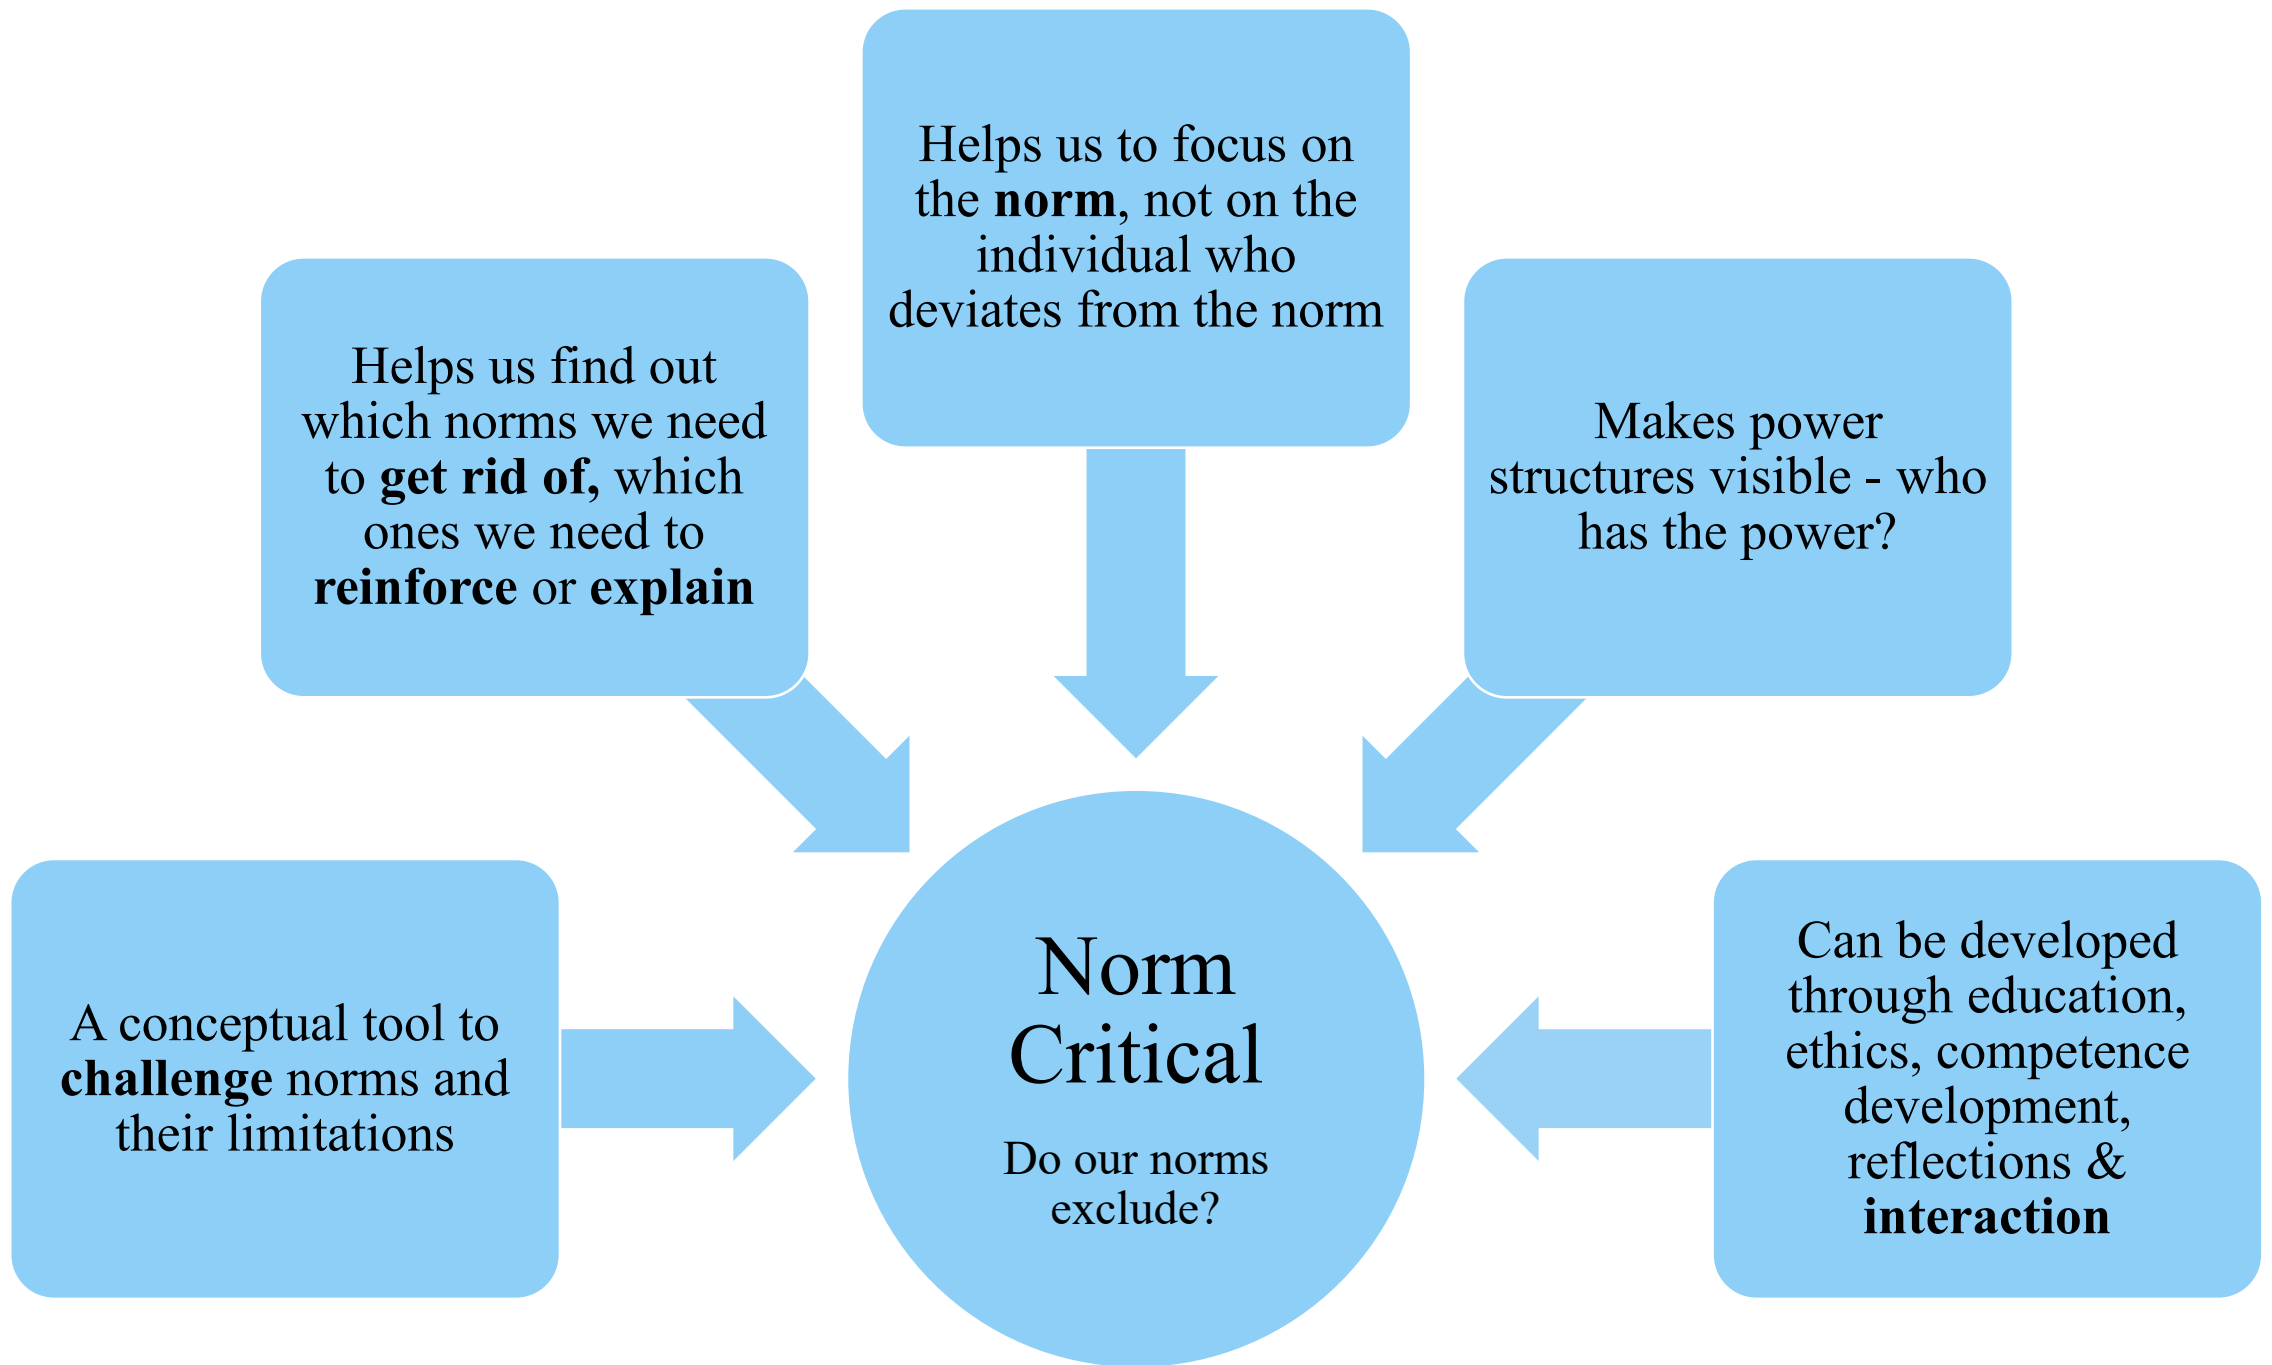 Helps us to focus on
the norm, not on the
individual who
deviates from the norm
Helps us find out
which norms we need
to get rid of, which
ones we need to
reinforce or explain
Makes power
structures visible - who
has the power?
A conceptual tool to
challenge norms and
their limitations
Norm
Critical
Do our norms
exclude?
Can be developed
through education,
ethics, competence
development,
reflections &
interaction